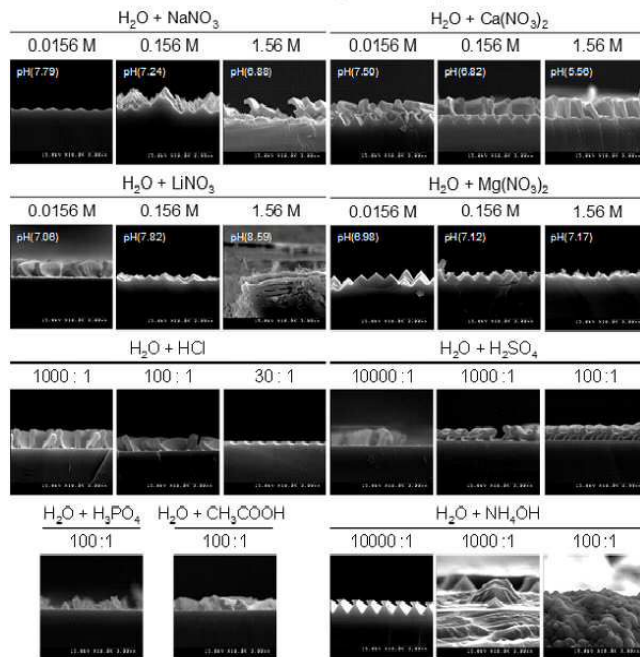 H₂O + NaNO₃ H₂O + Ca(NO₃)₂
0.0156 M 0.156 M 1.56 M 0.0156 M 0.156 M 1.56 M
pH(7.79) pH(7.24) pH(6.88) pH(7.50) pH(6.82) pH(5.56)
H₂O + LiNO₃ H₂O + Mg(NO₃)₂
0.0156 M 0.156 M 1.56 M 0.0156 M 0.156 M 1.56 M
pH(7.82) pH(8.59) pH(6.98) pH(7.12) pH(7.17)
H₂O + HCl H₂O + H₂SO₄
1000 : 1 100 : 1 30 : 1 10000 : 1 1000 : 1 100 : 1
H₂O + H₃PO₄ H₂O + CH₃COOH H₂O + NH₄OH
100 :1 100 :1 10000 :1 1000 :1 100 :1